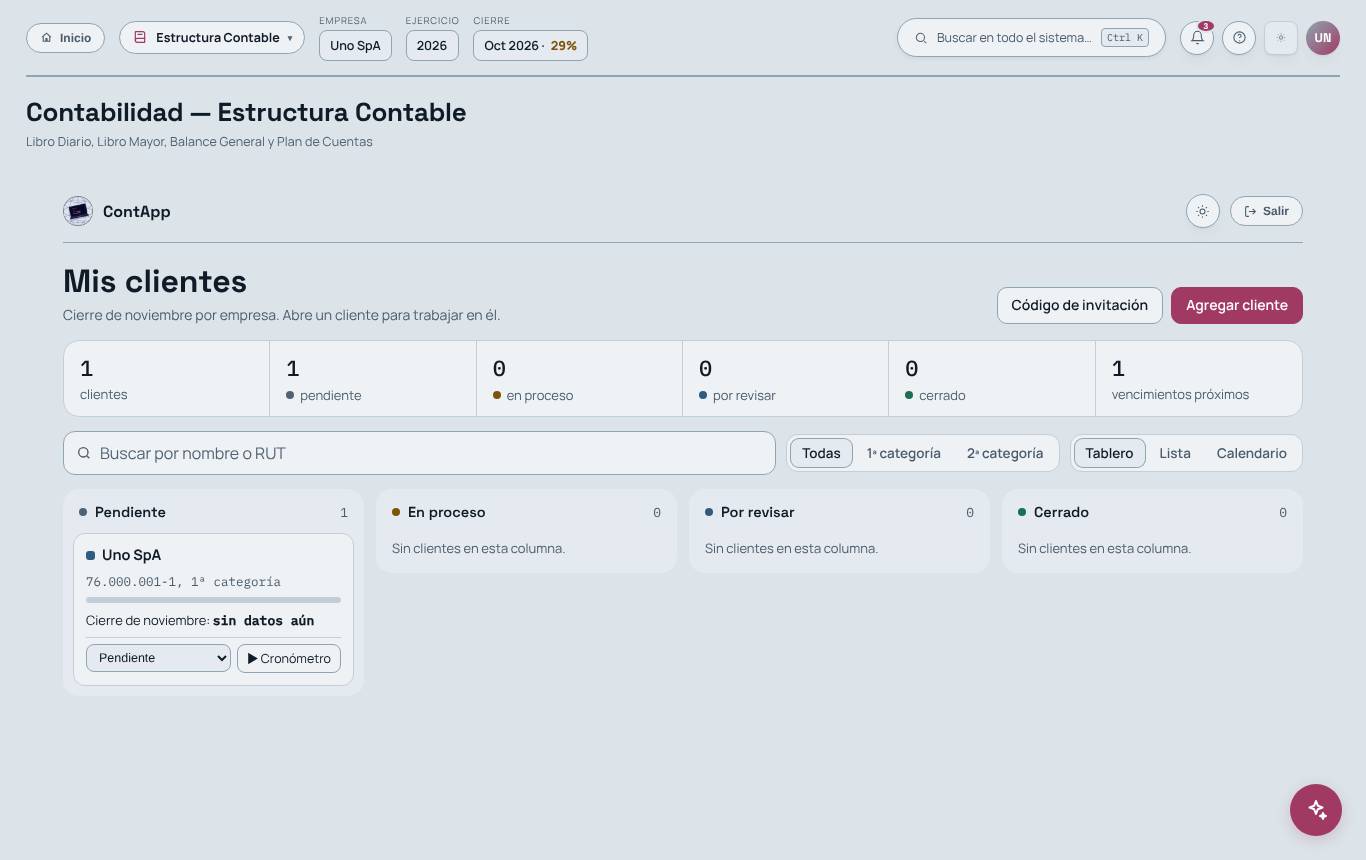 Inicio
Estructura Contable ▾
EMPRESA
Uno SpA
EJERCICIO
2026
CIERRE
Oct 2026 · 29%
Buscar en todo el sistema...
Ctrl K
3
UN
Contabilidad — Estructura Contable
Libro Diario, Libro Mayor, Balance General y Plan de Cuentas
ContApp
Salir
Mis clientes
Cierre de noviembre por empresa. Abre un cliente para trabajar en él.
Código de invitación
Agregar cliente
1
clientes
1
pendiente
0
en proceso
0
por revisar
0
cerrado
1
vencimientos próximos
Buscar por nombre o RUT
Todas
1ª categoría
2ª categoría
Tablero
Lista
Calendario
Pendiente
1
Uno SpA
76.000.001-1, 1ª categoría
Cierre de noviembre: sin datos aún
Pendiente
▶ Cronómetro
En proceso
0
Sin clientes en esta columna.
Por revisar
0
Sin clientes en esta columna.
Cerrado
0
Sin clientes en esta columna.